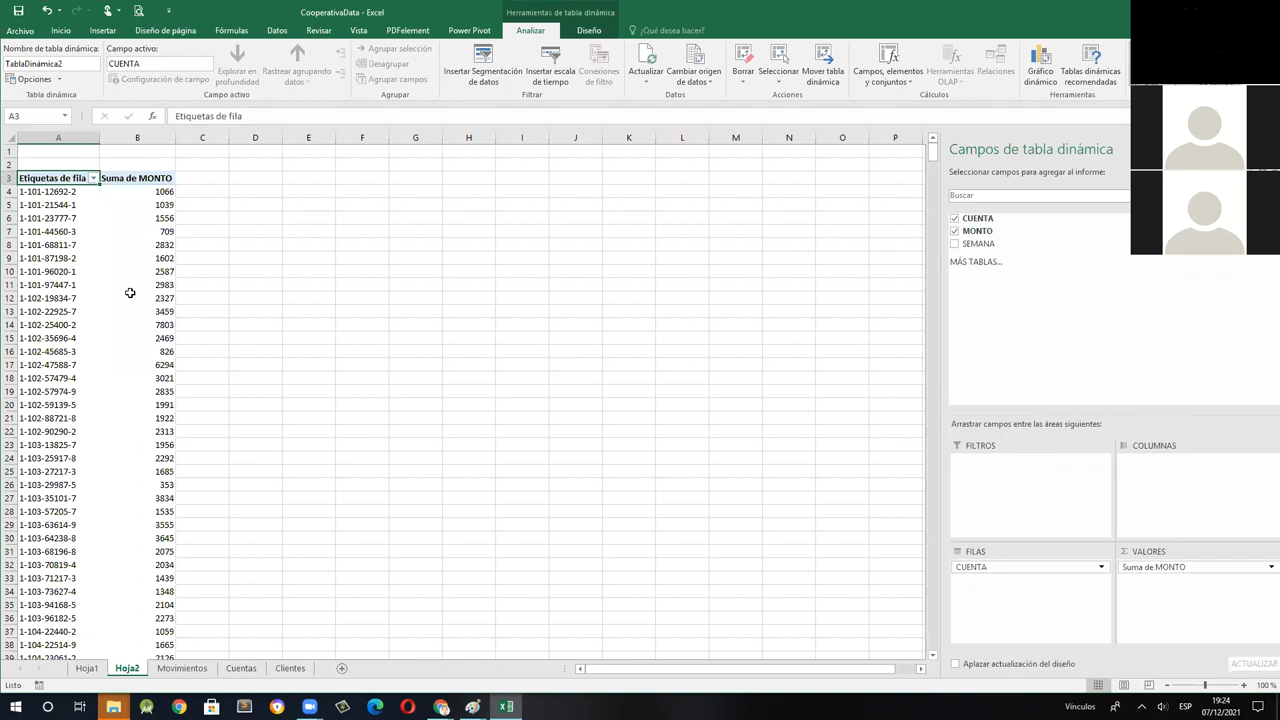 CooperativaData - Excel
Herramientas de tabla dinámica
Archivo Inicio Insertar Diseño de página Fórmulas Datos Revisar Vista PDFelement Power Pivot Analizar Diseño ¿Qué desea hacer?
Nombre de tabla dinámica:
TablaDinámica2
Opciones
Tabla dinámica
Campo activo:
CUENTA
Configuración de campo
Explorar en profundidad
Rastrear agrupando datos
Campo activo
Agrupar selección
Desagrupar
Agrupar campos
Agrupar
Insertar Segmentación de datos
Insertar escala de tiempo
Conexiones de filtro
Filtrar
Actualizar
Cambiar origen de datos
Datos
Borrar
Seleccionar
Mover tabla dinámica
Acciones
Campos, elementos y conjuntos
Herramientas OLAP
Relaciones
Cálculos
Gráfico dinámico
Tablas dinámicas recomendadas
Herramientas
A3 fx Etiquetas de fila
A B C D E F G H I J K L M N O P
1
2
3 Etiquetas de fila Suma de MONTO
4 1-101-12692-2 1066
5 1-101-21544-1 1039
6 1-101-23777-7 1556
7 1-101-44560-3 709
8 1-101-68811-7 2832
9 1-101-87198-2 1602
10 1-101-96020-1 2587
11 1-101-97447-1 2983
12 1-102-19834-7 2327
13 1-102-22925-7 3459
14 1-102-25400-2 7803
15 1-102-35696-4 2469
16 1-102-45685-3 826
17 1-102-47588-7 6294
18 1-102-57479-4 3021
19 1-102-57974-9 2835
20 1-102-59139-5 1991
21 1-102-88721-8 1922
22 1-102-90290-2 2313
23 1-103-13825-7 1956
24 1-103-25917-8 2292
25 1-103-27217-3 1685
26 1-103-29987-5 353
27 1-103-35101-7 3834
28 1-103-57205-7 1535
29 1-103-63614-9 3555
30 1-103-64238-8 3645
31 1-103-68196-8 2075
32 1-103-70819-4 2034
33 1-103-71217-3 1439
34 1-103-73627-4 1348
35 1-103-94168-5 2104
36 1-103-96182-5 2273
37 1-104-22440-2 1059
38 1-104-22514-9 1665
39 1-104-23061-2 2126
Campos de tabla dinámica
Seleccionar campos para agregar al informe:
Buscar
CUENTA
MONTO
SEMANA
MÁS TABLAS...
Arrastrar campos entre las áreas siguientes:
FILTROS
COLUMNAS
FILAS
CUENTA
VALORES
Suma de MONTO
Aplazar actualización del diseño
ACTUALIZAR
Hoja1 Hoja2 Movimientos Cuentas Clientes
Listo
100 %
Vínculos
ESP
19:24
07/12/2021